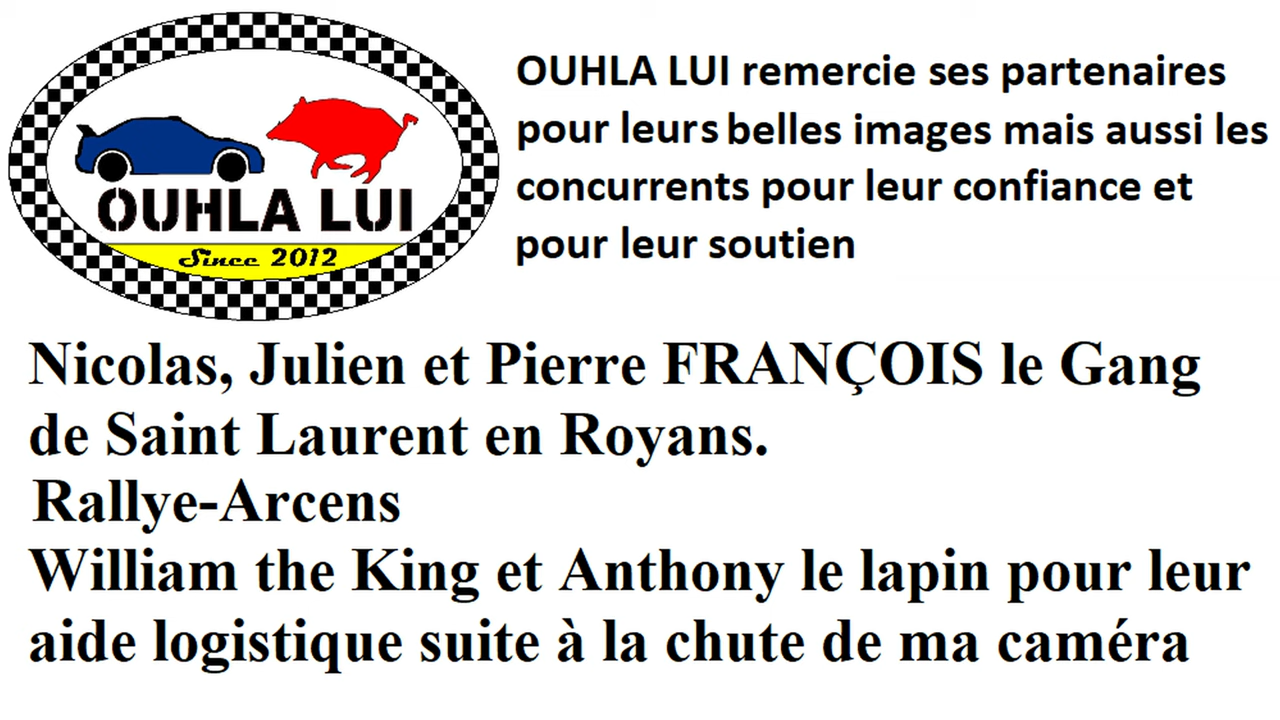 OUHLA LUI
Since 2012
OUHLA LUI remercie ses partenaires
pour leurs belles images mais aussi les
concurrents pour leur confiance et
pour leur soutien
Nicolas, Julien et Pierre FRANÇOIS le Gang
de Saint Laurent en Royans.
Rallye-Arcens
William the King et Anthony le lapin pour leur
aide logistique suite à la chute de ma caméra